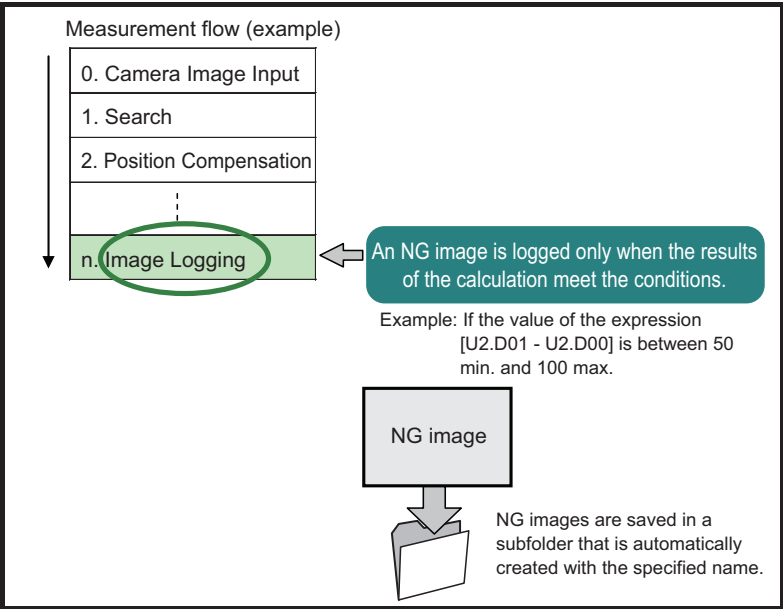 Measurement flow (example)
0. Camera Image Input
1. Search
2. Position Compensation
n. Image Logging
An NG image is logged only when the results
of the calculation meet the conditions.
Example: If the value of the expression
[U2.D01 - U2.D00] is between 50
min. and 100 max.
NG image
NG images are saved in a
subfolder that is automatically
created with the specified name.